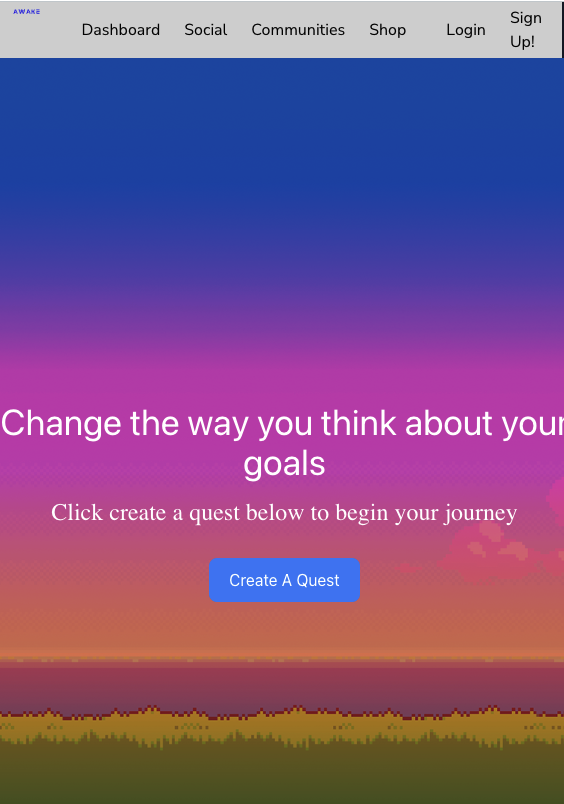 AWAKE
Dashboard Social Communities Shop Login Sign
Up!
Change the way you think about your
goals
Click create a quest below to begin your journey
Create A Quest